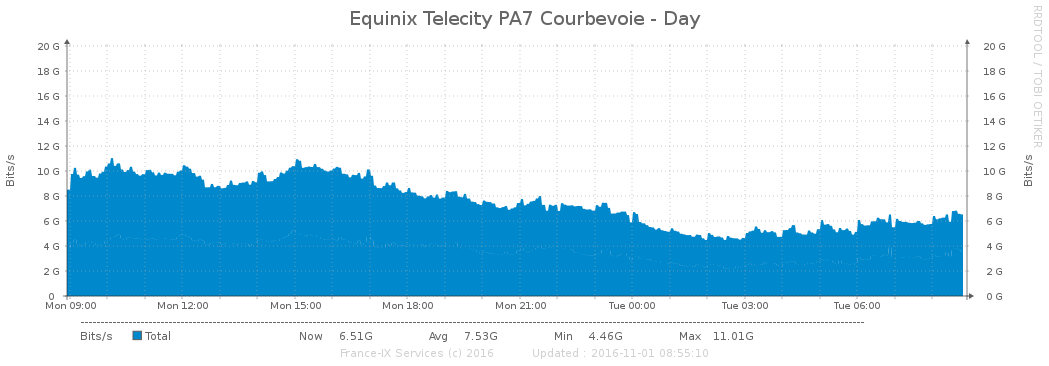 Equinix Telecity PA7 Courbevoie - Day
RRDTOOL / TOBI OETIKER
Bits/s
20 G
18 G
16 G
14 G
12 G
10 G
8 G
6 G
4 G
2 G
0
20 G
18 G
16 G
14 G
12 G
10 G
8 G
6 G
4 G
2 G
0 G
Bits/s
Mon 09:00 Mon 12:00 Mon 15:00 Mon 18:00 Mon 21:00 Tue 00:00 Tue 03:00 Tue 06:00
Bits/s Total Now 6.51G Avg 7.53G Min 4.46G Max 11.01G
France-IX Services (c) 2016 Updated : 2016-11-01 08:55:10